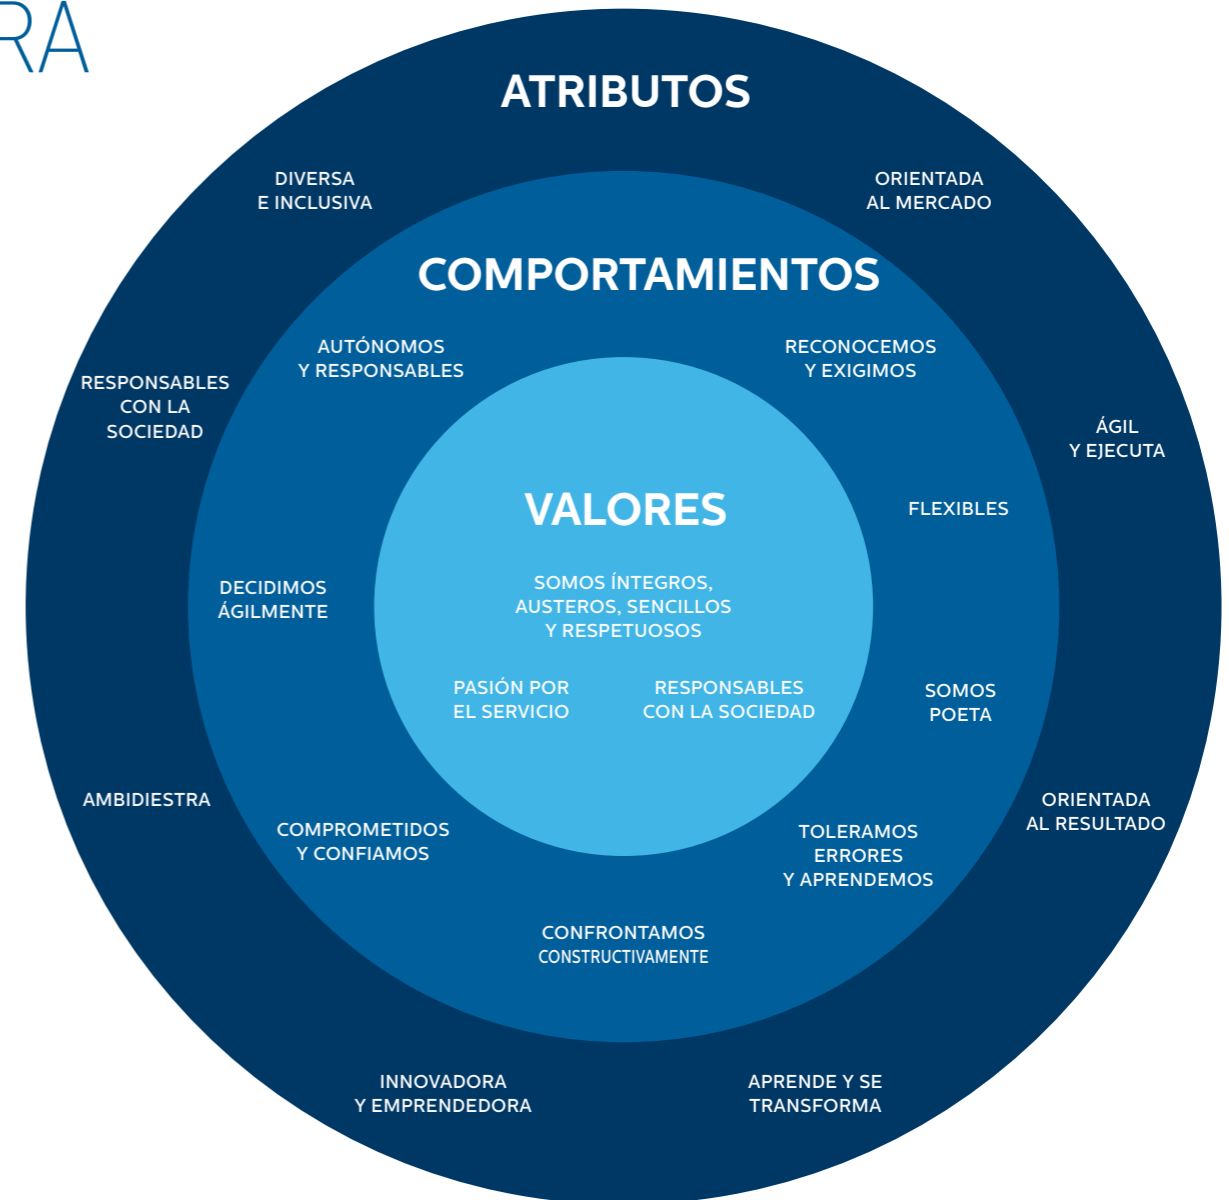 RA
ATRIBUTOS
DIVERSA
E INCLUSIVA
ORIENTADA
AL MERCADO
RESPONSABLES
CON LA
SOCIEDAD
ÁGIL
Y EJECUTA
AMBIDIESTRA
ORIENTADA
AL RESULTADO
INNOVADORA
Y EMPRENDEDORA
APRENDE Y SE
TRANSFORMA
COMPORTAMIENTOS
AUTÓNOMOS
Y RESPONSABLES
RECONOCEMOS
Y EXIGIMOS
FLEXIBLES
DECIDIMOS
ÁGILMENTE
SOMOS
POETA
COMPROMETIDOS
Y CONFIAMOS
TOLERAMOS
ERRORES
Y APRENDEMOS
CONFRONTAMOS
CONSTRUCTIVAMENTE
VALORES
SOMOS ÍNTEGROS,
AUSTEROS, SENCILLOS
Y RESPETUOSOS
PASIÓN POR
EL SERVICIO
RESPONSABLES
CON LA SOCIEDAD